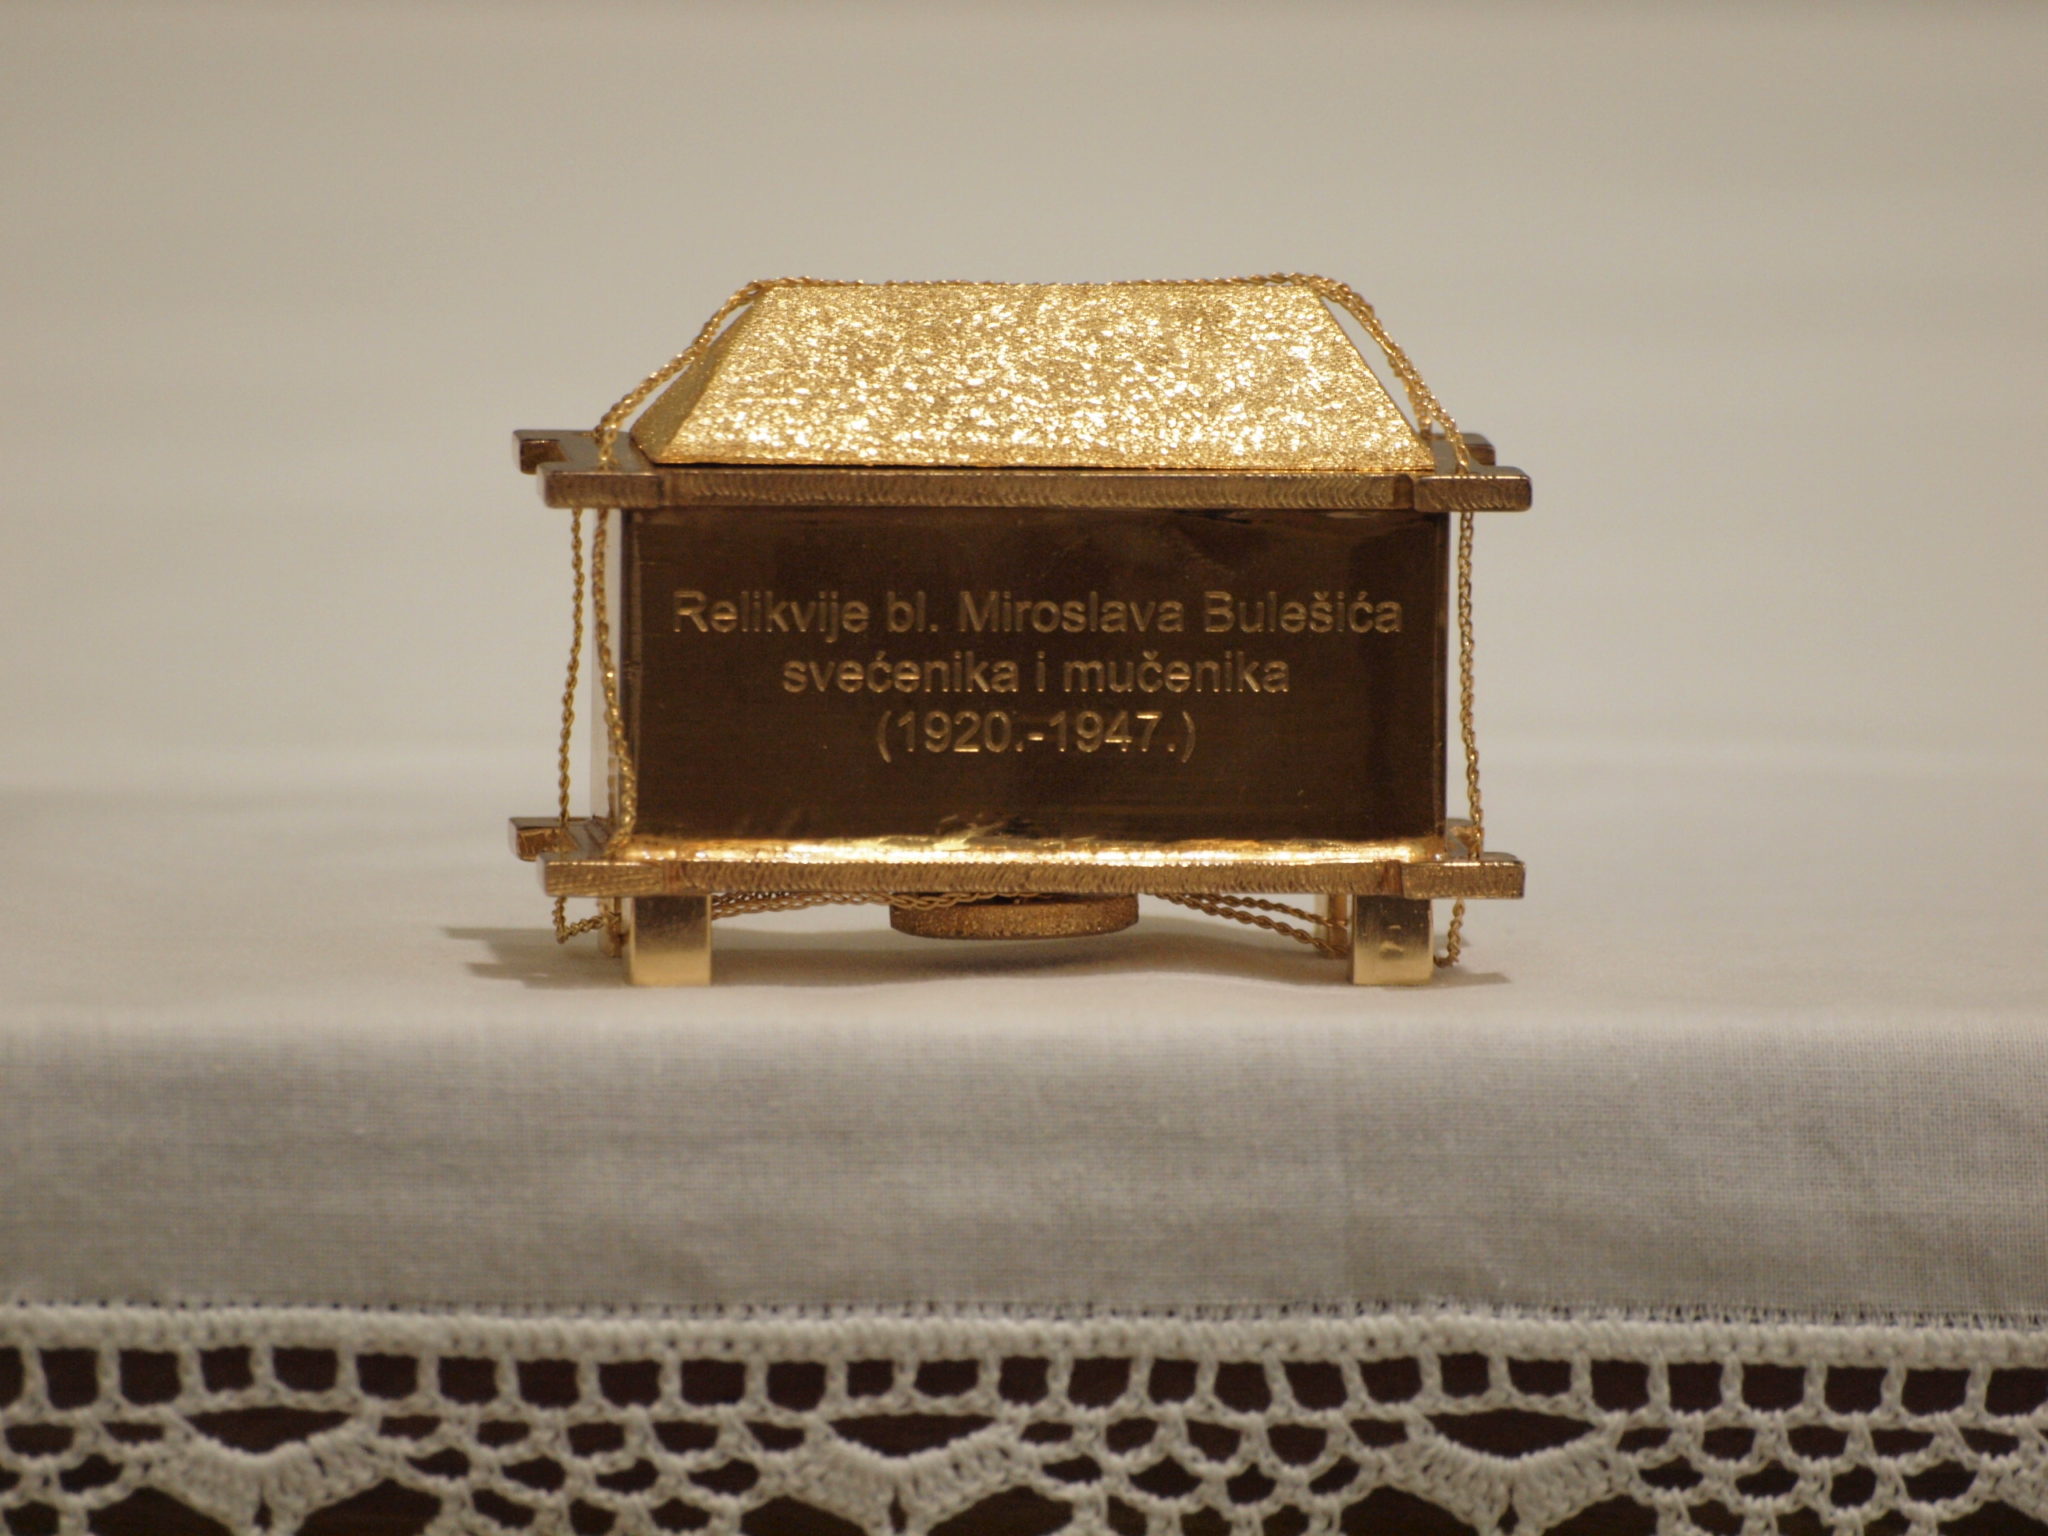 Relikvije bl. Miroslava Bulešića
svećenika i mučenika
(1920.-1947.)